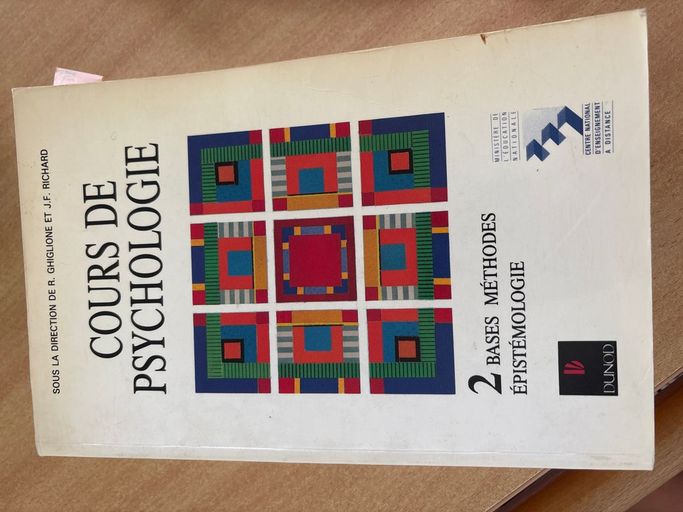 SOUS LA DIRECTION DE R. GHIGLIONE ET J.F. RICHARD
COURS DE
PSYCHOLOGIE
2 BASES MÉTHODES
ÉPISTÉMOLOGIE
MINISTÈRE DE
L'ÉDUCATION
NATIONALE
CENTRE NATIONAL
D'ENSEIGNEMENT
A DISTANCE
DUNOD